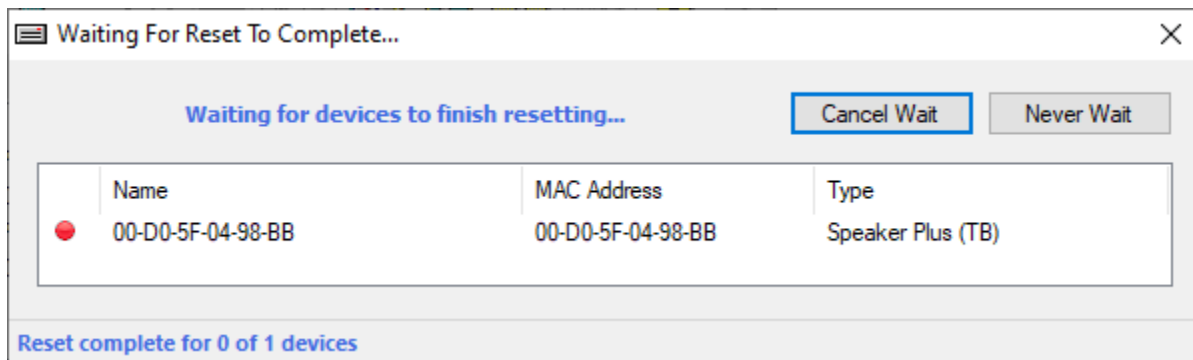 Waiting For Reset To Complete...
Waiting for devices to finish resetting... Cancel Wait Never Wait
Name MAC Address Type
00-D0-5F-04-98-BB 00-D0-5F-04-98-BB Speaker Plus (TB)
Reset complete for 0 of 1 devices